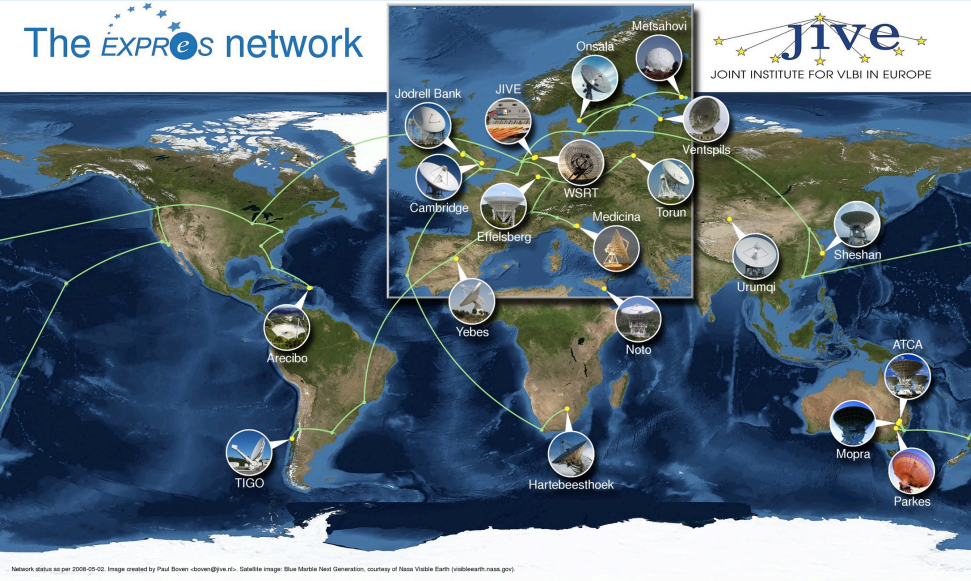 The EXPReS network
jive
JOINT INSTITUTE FOR VLBI IN EUROPE
Metsahovi
Onsala
JIVE
Jodrell Bank
Ventspils
WSRT
Cambridge
Torun
Medicina
Effelsberg
Sheshan
Urumqi
Yebes
Noto
Arecibo
ATCA
Mopra
TIGO
Hartebeesthoek
Parkes
Network status as per 2008-05-02. Image created by Paul Boven <boven@jive.nl>. Satellite image: Blue Marble Next Generation, courtesy of Nasa Visible Earth (visibleearth.nasa.gov).